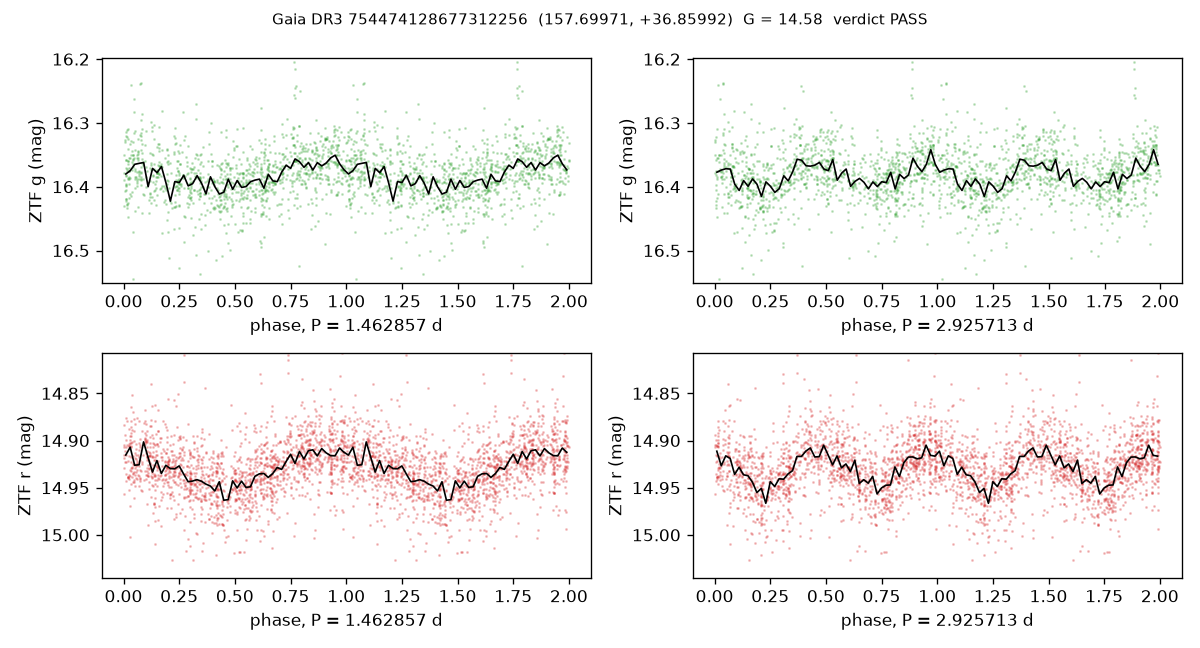 Gaia DR3 754474128677312256 (157.69971, +36.85992) G = 14.58 verdict PASS
16.2
16.3
16.4
16.5
ZTF g (mag)
0.00 0.25 0.50 0.75 1.00 1.25 1.50 1.75 2.00
phase, P = 1.462857 d
16.2
16.3
16.4
16.5
ZTF g (mag)
0.00 0.25 0.50 0.75 1.00 1.25 1.50 1.75 2.00
phase, P = 2.925713 d
14.85
14.90
14.95
15.00
ZTF r (mag)
0.00 0.25 0.50 0.75 1.00 1.25 1.50 1.75 2.00
phase, P = 1.462857 d
14.85
14.90
14.95
15.00
ZTF r (mag)
0.00 0.25 0.50 0.75 1.00 1.25 1.50 1.75 2.00
phase, P = 2.925713 d